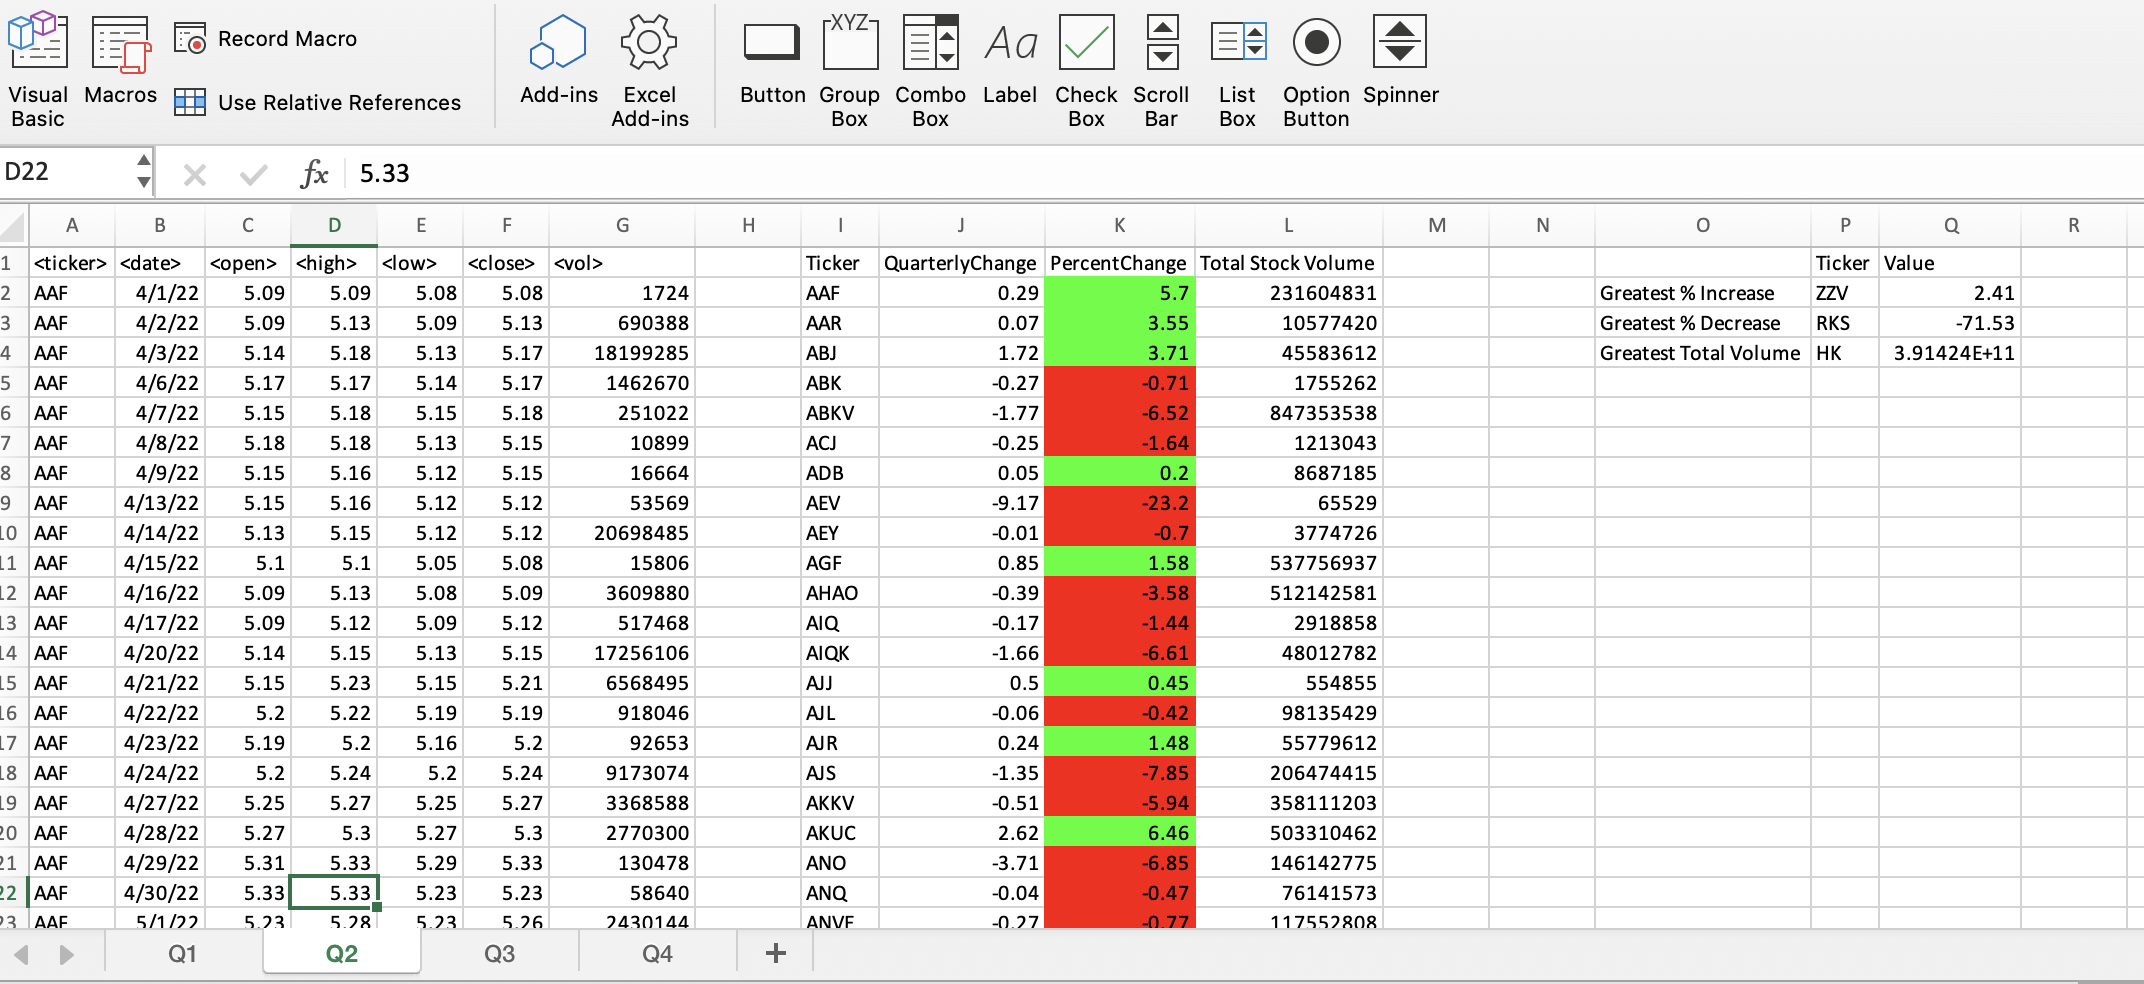 Visual Basic Macros Record Macro Use Relative References Add-ins Excel Add-ins Button Group Box Combo Box Aa Label Check Box Scroll Bar List Box Option Button Spinner
XYZ
D22 fx 5.33
A B C D E F G H I J K L M N O P Q R
1 <ticker> <date> <open> <high> <low> <close> <vol> Ticker QuarterlyChange PercentChange Total Stock Volume Ticker Value
2 AAF 4/1/22 5.09 5.09 5.08 5.08 1724 AAF 0.29 5.7 231604831 Greatest % Increase ZZV 2.41
3 AAF 4/2/22 5.09 5.13 5.09 5.13 690388 AAR 0.07 3.55 10577420 Greatest % Decrease RKS -71.53
4 AAF 4/3/22 5.14 5.18 5.13 5.17 18199285 ABJ 1.72 3.71 45583612 Greatest Total Volume HK 3.91424E+11
5 AAF 4/6/22 5.17 5.17 5.14 5.17 1462670 ABK -0.27 -0.71 1755262
6 AAF 4/7/22 5.15 5.18 5.15 5.18 251022 ABKV -1.77 -6.52 847353538
7 AAF 4/8/22 5.18 5.18 5.13 5.15 10899 ACJ -0.25 -1.64 1213043
8 AAF 4/9/22 5.15 5.16 5.12 5.15 16664 ADB 0.05 0.2 8687185
9 AAF 4/13/22 5.15 5.16 5.12 5.12 53569 AEV -9.17 -23.2 65529
10 AAF 4/14/22 5.13 5.15 5.12 5.12 20698485 AEY -0.01 -0.7 3774726
11 AAF 4/15/22 5.1 5.1 5.05 5.08 15806 AGF 0.85 1.58 537756937
12 AAF 4/16/22 5.09 5.13 5.08 5.09 3609880 AHAO -0.39 -3.58 512142581
13 AAF 4/17/22 5.09 5.12 5.09 5.12 517468 AIQ -0.17 -1.44 2918858
14 AAF 4/20/22 5.14 5.15 5.13 5.15 17256106 AIQK -1.66 -6.61 48012782
15 AAF 4/21/22 5.15 5.23 5.15 5.21 6568495 AJJ 0.5 0.45 554855
16 AAF 4/22/22 5.2 5.22 5.19 5.19 918046 AJL -0.06 -0.42 98135429
17 AAF 4/23/22 5.19 5.2 5.16 5.2 92653 AJR 0.24 1.48 55779612
18 AAF 4/24/22 5.2 5.24 5.2 5.24 9173074 AJS -1.35 -7.85 206474415
19 AAF 4/27/22 5.25 5.27 5.25 5.27 3368588 AKKV -0.51 -5.94 358111203
20 AAF 4/28/22 5.27 5.3 5.27 5.3 2770300 AKUC 2.62 6.46 503310462
21 AAF 4/29/22 5.31 5.33 5.29 5.33 130478 ANO -3.71 -6.85 146142775
22 AAF 4/30/22 5.33 5.33 5.23 5.23 58640 ANQ -0.04 -0.47 76141573
23 AAF 5/1/22 5.23 5.28 5.23 5.26 2430144 ANVF -0.27 -0.77 117552808
Q1 Q2 Q3 Q4 +